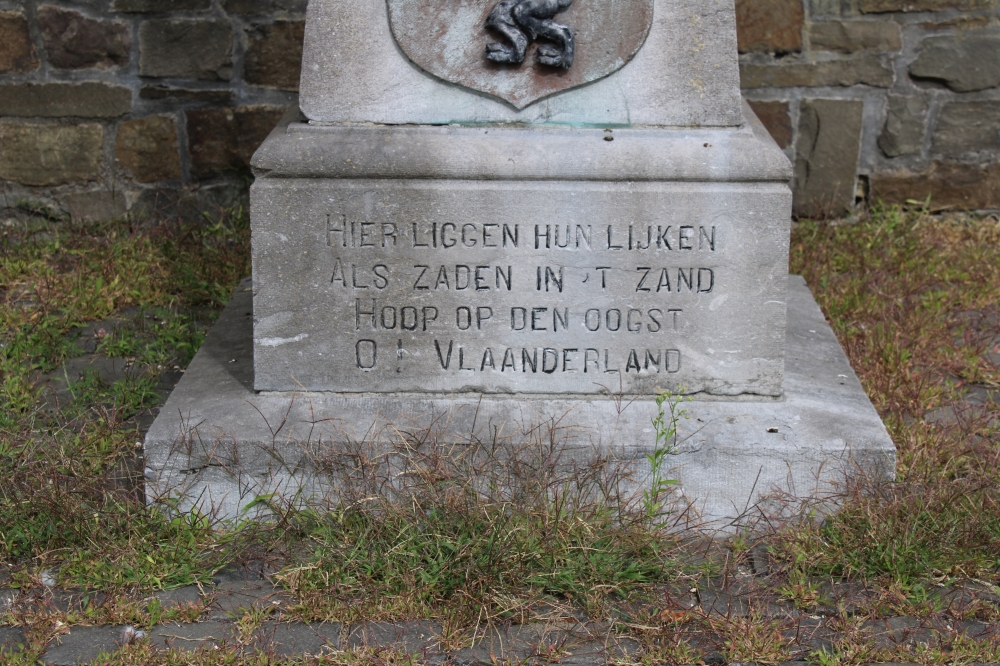 Hier liggen hun lijken
Als zaden in 't zand
Hoop op den oogst
O! Vlaanderland